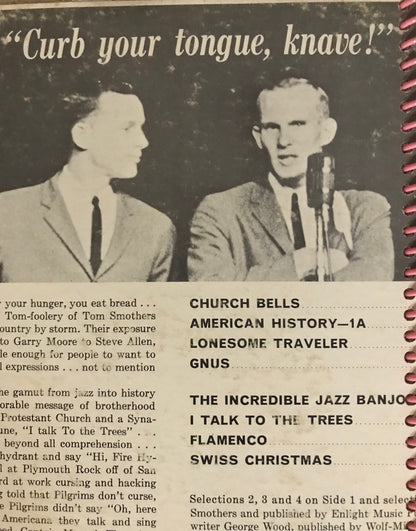 “Curb your tongue, knave!”
your hunger, you eat bread . . .
Tom-foolery of Tom Smothers
ountry by storm. Their exposure
to Garry Moore to Steve Allen,
le enough for people to want to
l expressions . . . not to mention
he gamut from jazz into history
orable message of brotherhood
Protestant Church and a Syna-
une, “I talk To the Trees” . . .
beyond all comprehension . . .
hydrant and say “Hi, Fire Hy-
l at Plymouth Rock off of San
rd at work cursing and hacking
g told that Pilgrims don't curse,
e Pilgrims didn't say “Oh, here
Americana they talk and sing
CHURCH BELLS
AMERICAN HISTORY—1A
LONESOME TRAVELER
GNUS
THE INCREDIBLE JAZZ BANJO
I TALK TO THE TREES
FLAMENCO
SWISS CHRISTMAS
Selections 2, 3 and 4 on Side 1 and select
Smothers and published by Enlight Music
writer George Wood, published by Wolf-M